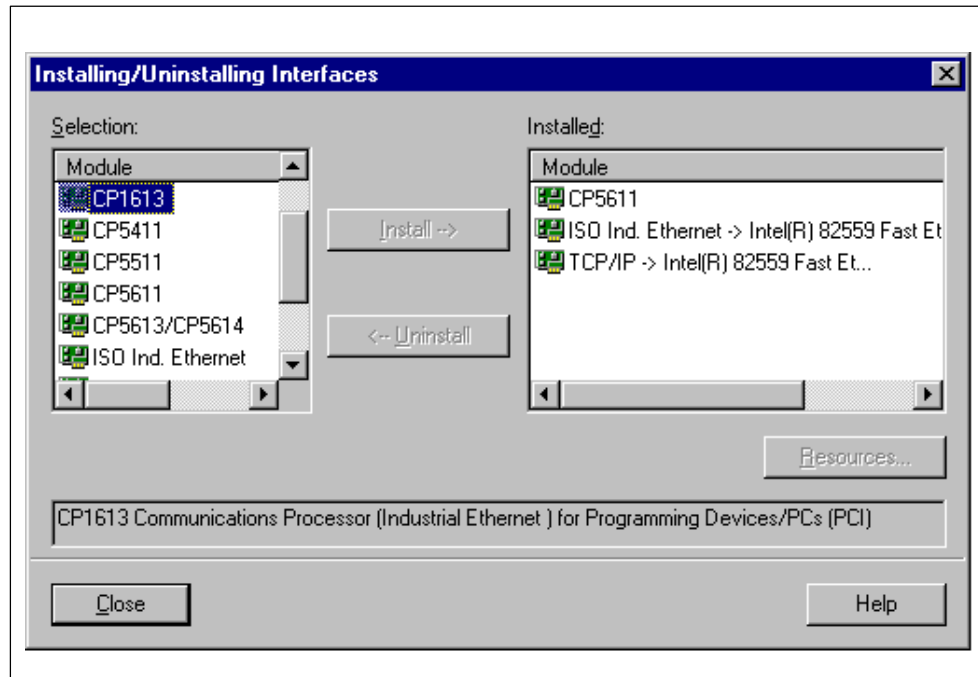 Installing/Uninstalling Interfaces
Selection:
Module
CP1613
CP5411
CP5511
CP5611
CP5613/CP5614
ISO Ind. Ethernet
Install -->
<-- Uninstall
Installed:
Module
CP5611
ISO Ind. Ethernet -> Intel(R) 82559 Fast Et
TCP/IP -> Intel(R) 82559 Fast Et...
Resources...
CP1613 Communications Processor (Industrial Ethernet ) for Programming Devices/PCs (PCI)
Close
Help